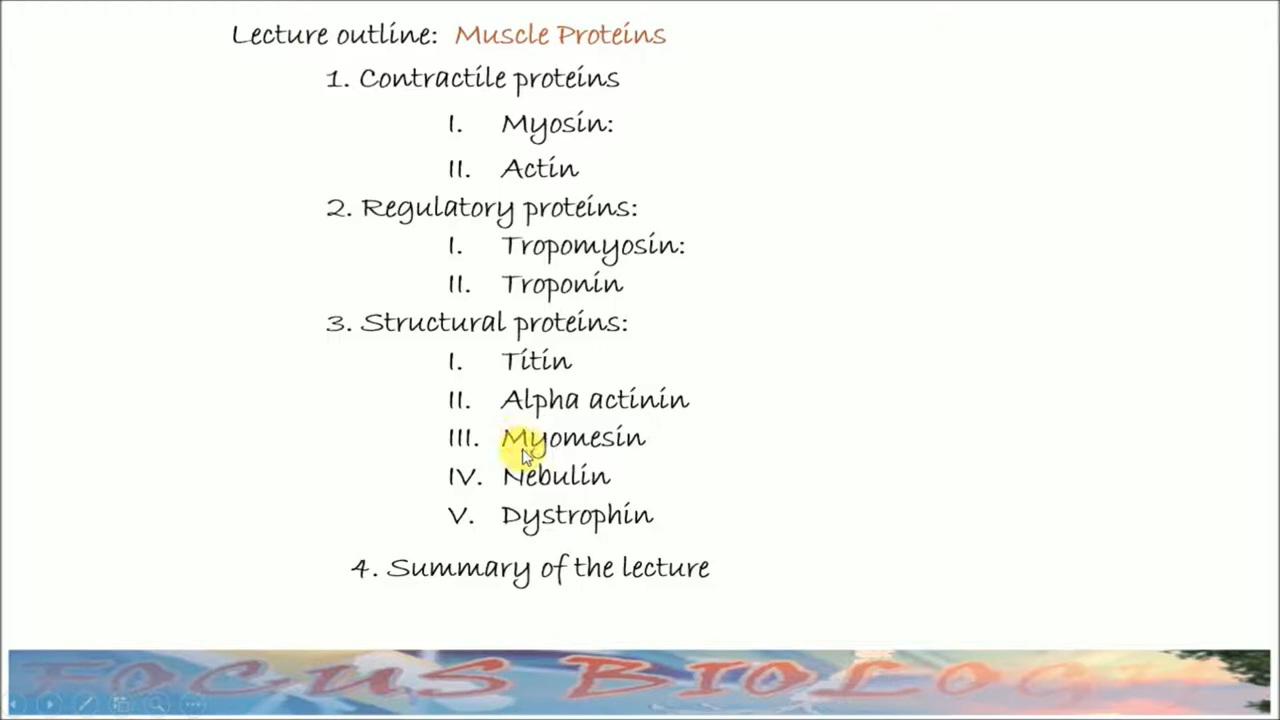 Lecture outline: Muscle Proteins
1. Contractile proteins
I. Myosin:
II. Actin
2. Regulatory proteins:
I. Tropomyosin:
II. Troponin
3. Structural proteins:
I. Titin
II. Alpha actinin
III. Myomesin
IV. Nebulin
V. Dystrophin
4. Summary of the lecture
FOCUS BIOLOGY